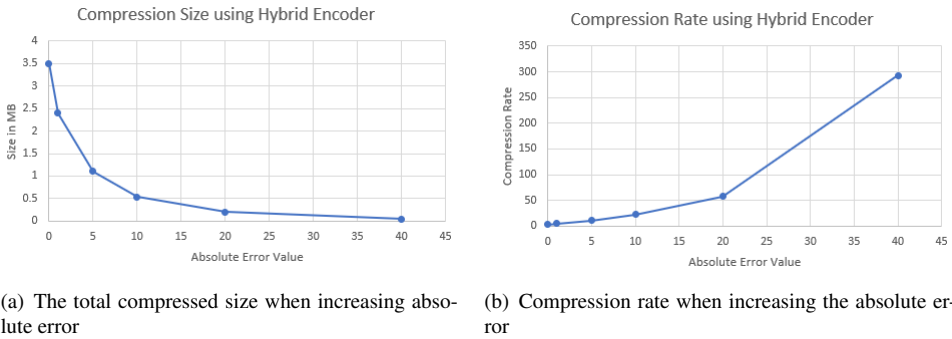 Compression Size using Hybrid Encoder
4
3.5
3
2.5
2
1.5
1
0.5
0
Size in MB
0 5 10 15 20 25 30 35 40 45
Absolute Error Value
(a) The total compressed size when increasing abso-
lute error
Compression Rate using Hybrid Encoder
350
300
250
200
150
100
50
0
Compression Rate
0 5 10 15 20 25 30 35 40 45
Absolute Error Value
(b) Compression rate when increasing the absolute er-
ror